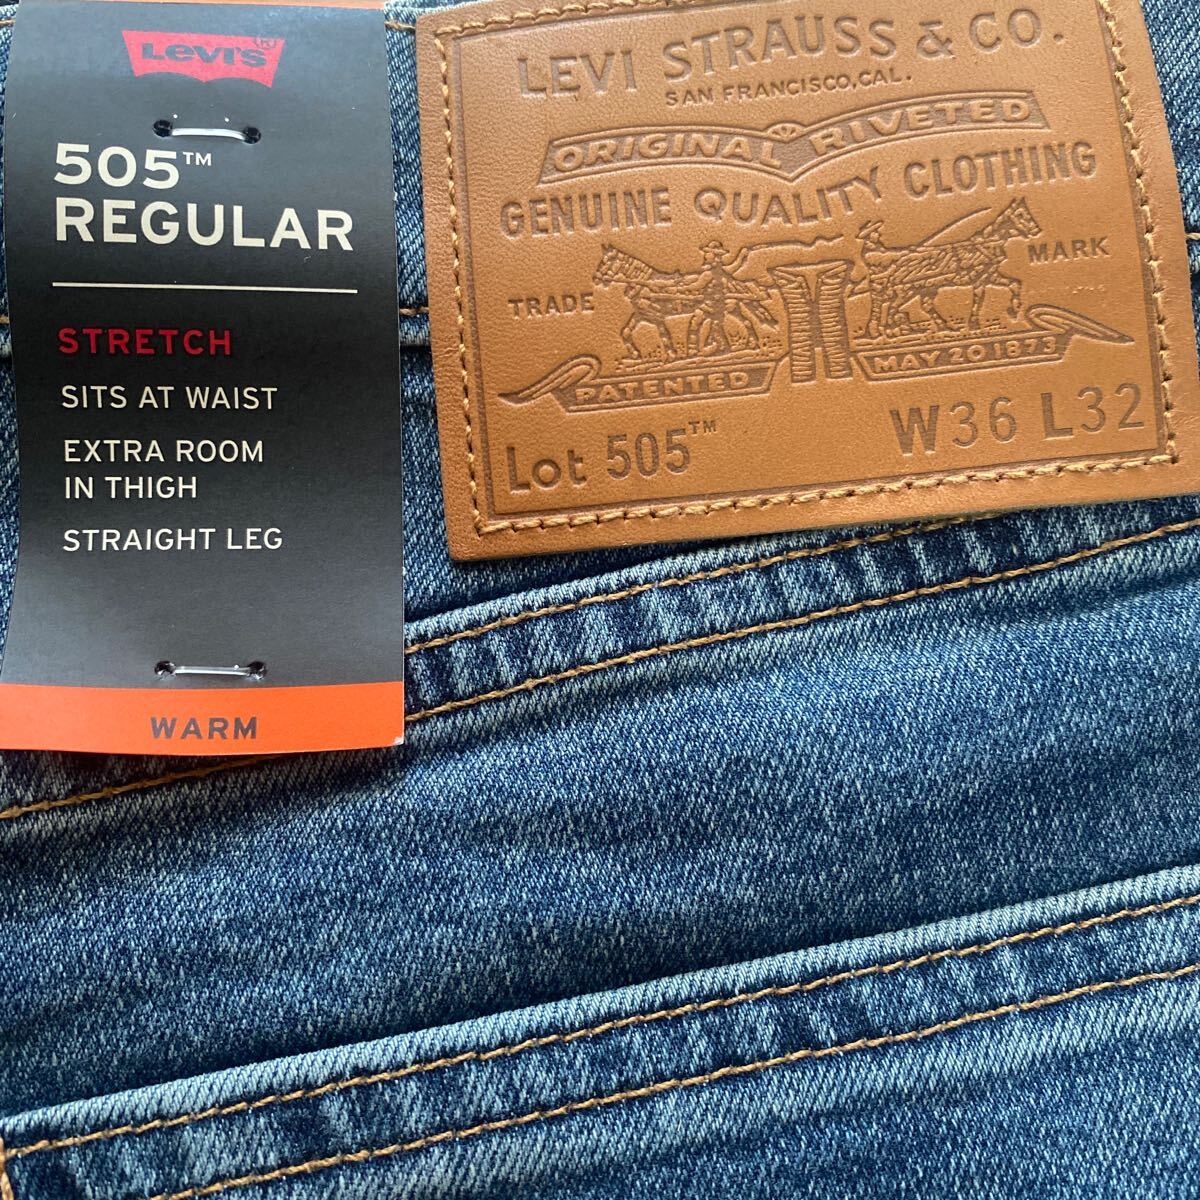 Levi's®
505™
REGULAR
STRETCH
SITS AT WAIST
EXTRA ROOM
IN THIGH
STRAIGHT LEG
WARM
LEVI STRAUSS & CO.
SAN FRANCISCO, CAL.
ORIGINAL RIVETED
GENUINE QUALITY CLOTHING
TRADE MARK
PATENTED MAY 20 1873
Lot 505™ W36 L32